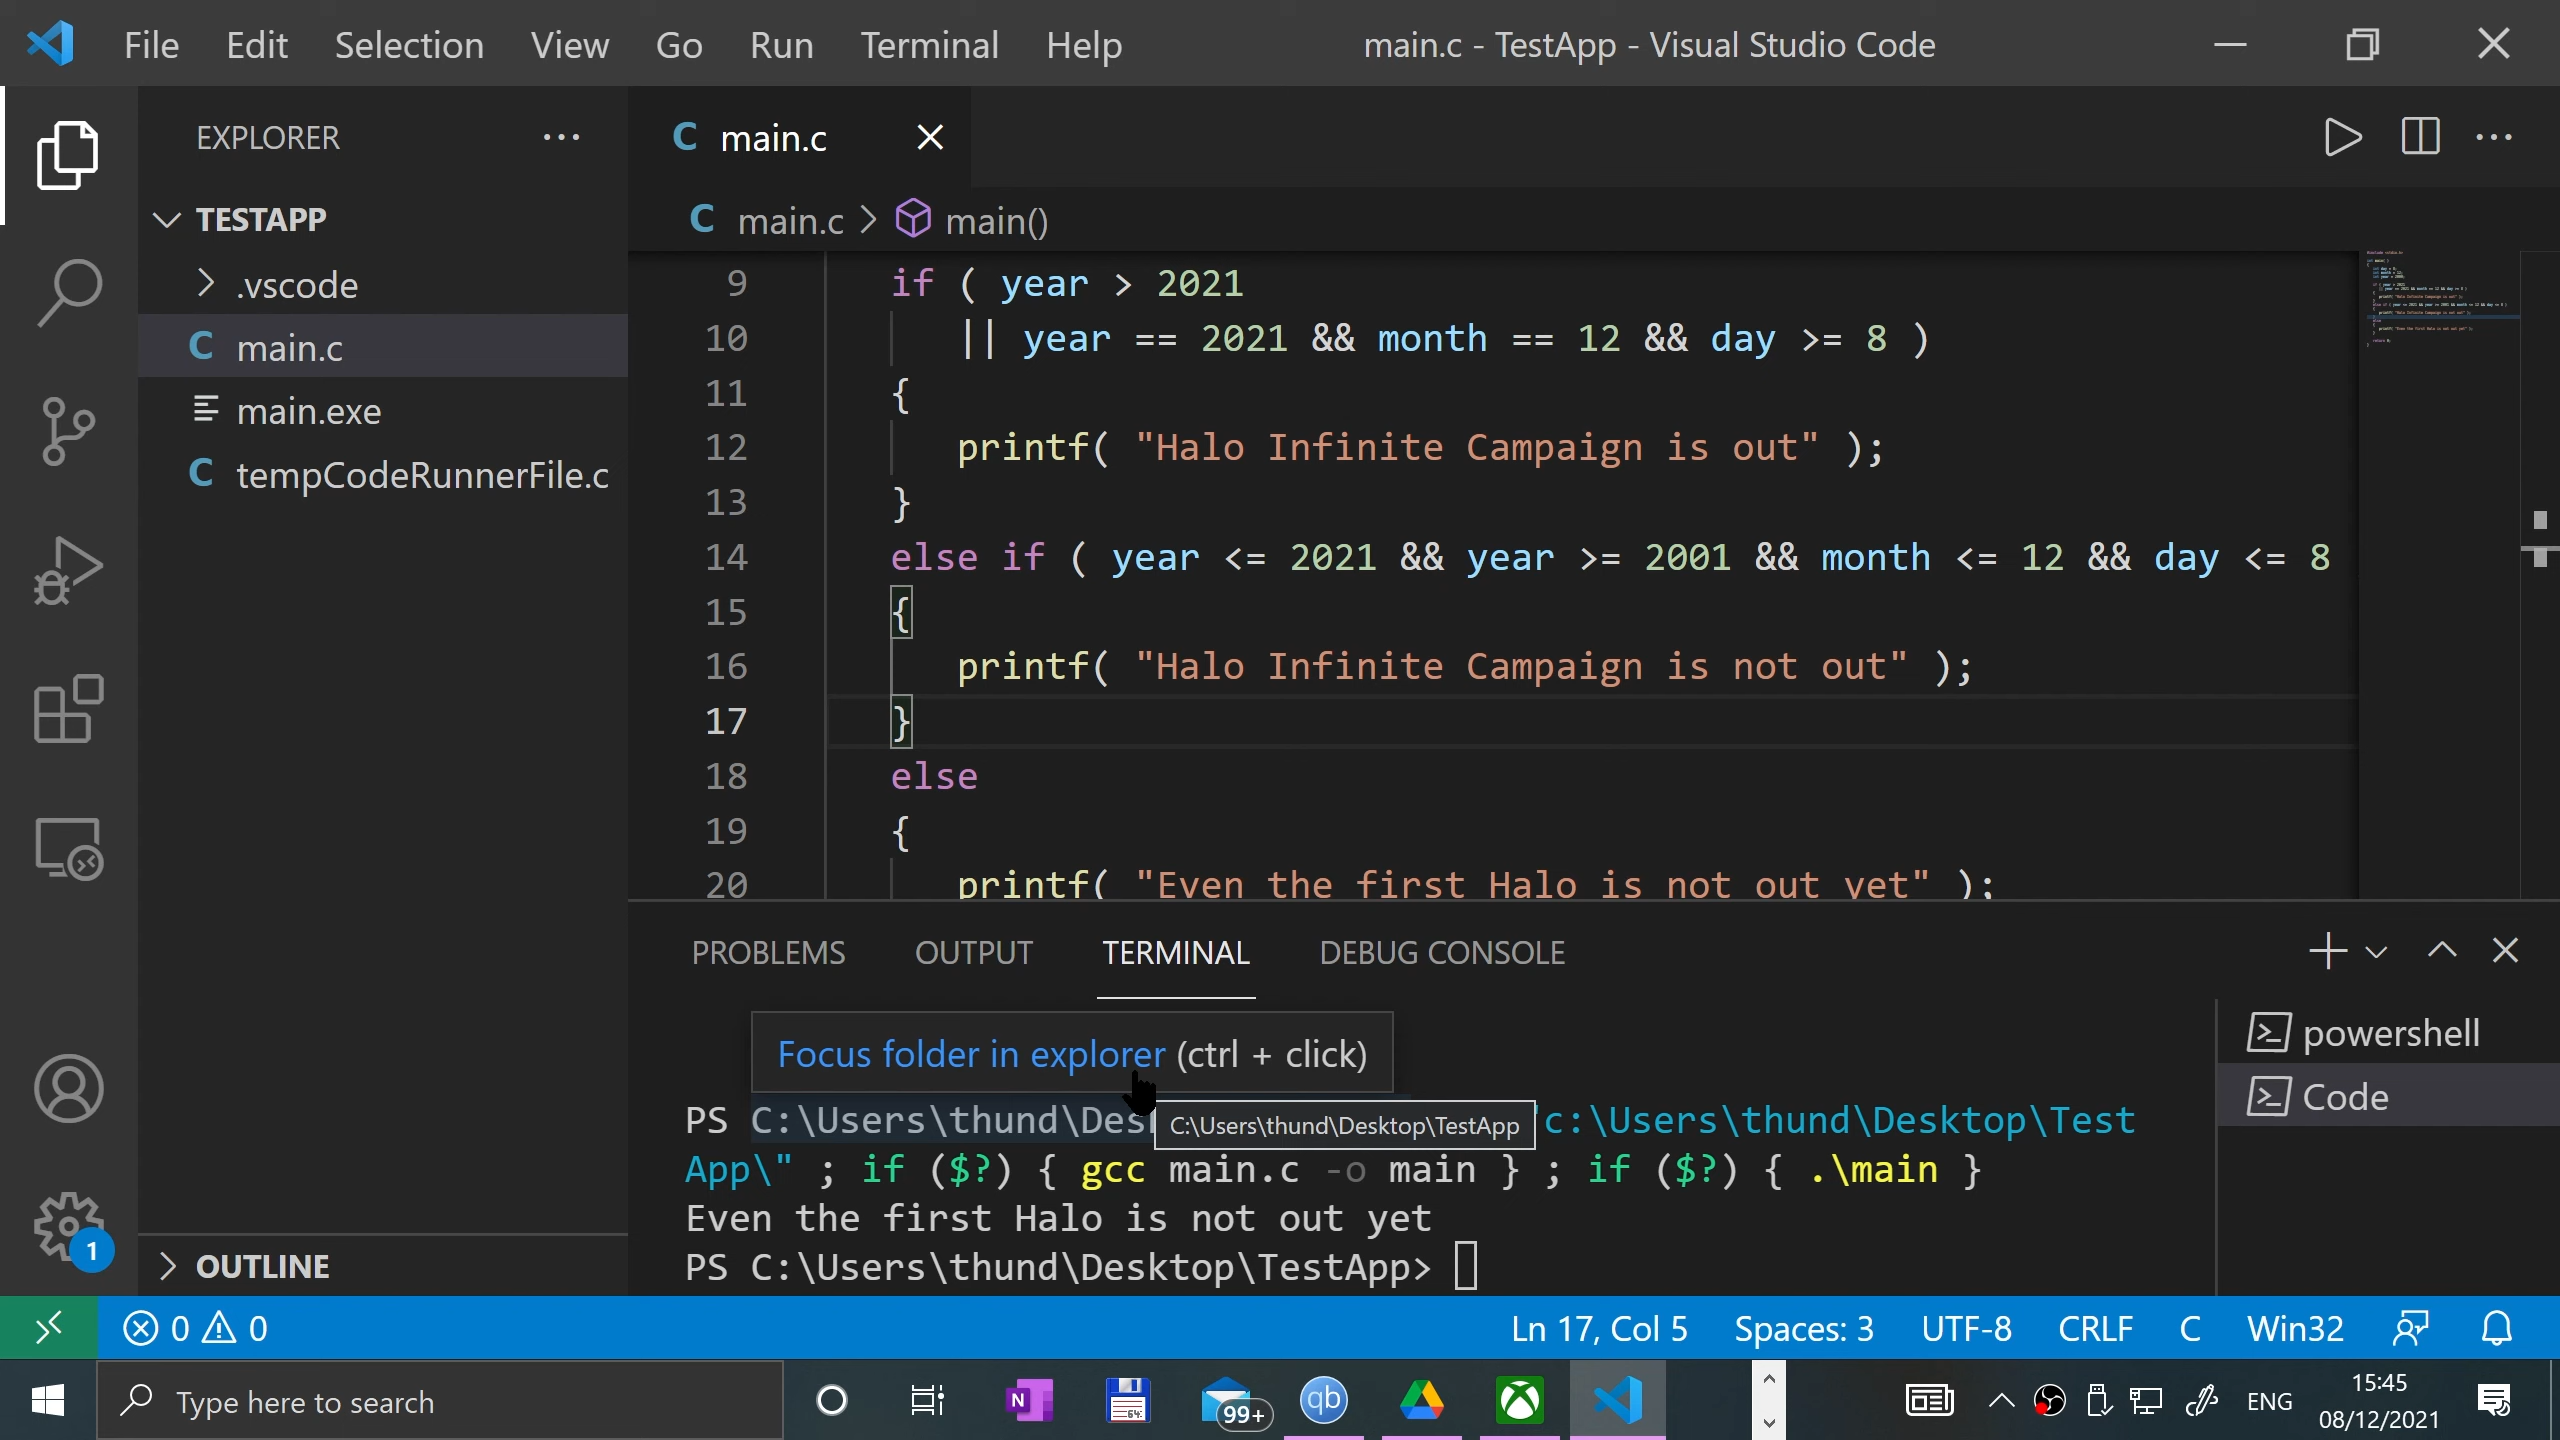 File Edit Selection View Go Run Terminal Help main.c - TestApp - Visual Studio Code
EXPLORER
TESTAPP
.vscode
C main.c
main.exe
C tempCodeRunnerFile.c
OUTLINE
1
C main.c
C main.c > main()
9 if ( year > 2021
10 || year == 2021 && month == 12 && day >= 8 )
11 {
12 printf( "Halo Infinite Campaign is out" );
13 }
14 else if ( year <= 2021 && year >= 2001 && month <= 12 && day <= 8
15 {
16 printf( "Halo Infinite Campaign is not out" );
17 }
18 else
19 {
20 printf( "Even the first Halo is not out yet" );
PROBLEMS OUTPUT TERMINAL DEBUG CONSOLE
Focus folder in explorer (ctrl + click)
PS C:\Users\thund\Des C:\Users\thund\Desktop\TestApp c:\Users\thund\Desktop\Test
App\" ; if ($?) { gcc main.c -o main } ; if ($?) { .\main }
Even the first Halo is not out yet
PS C:\Users\thund\Desktop\TestApp>
powershell
Code
0 0 Ln 17, Col 5 Spaces: 3 UTF-8 CRLF C Win32
Type here to search N 64 99+ qb ENG 15:45
08/12/2021